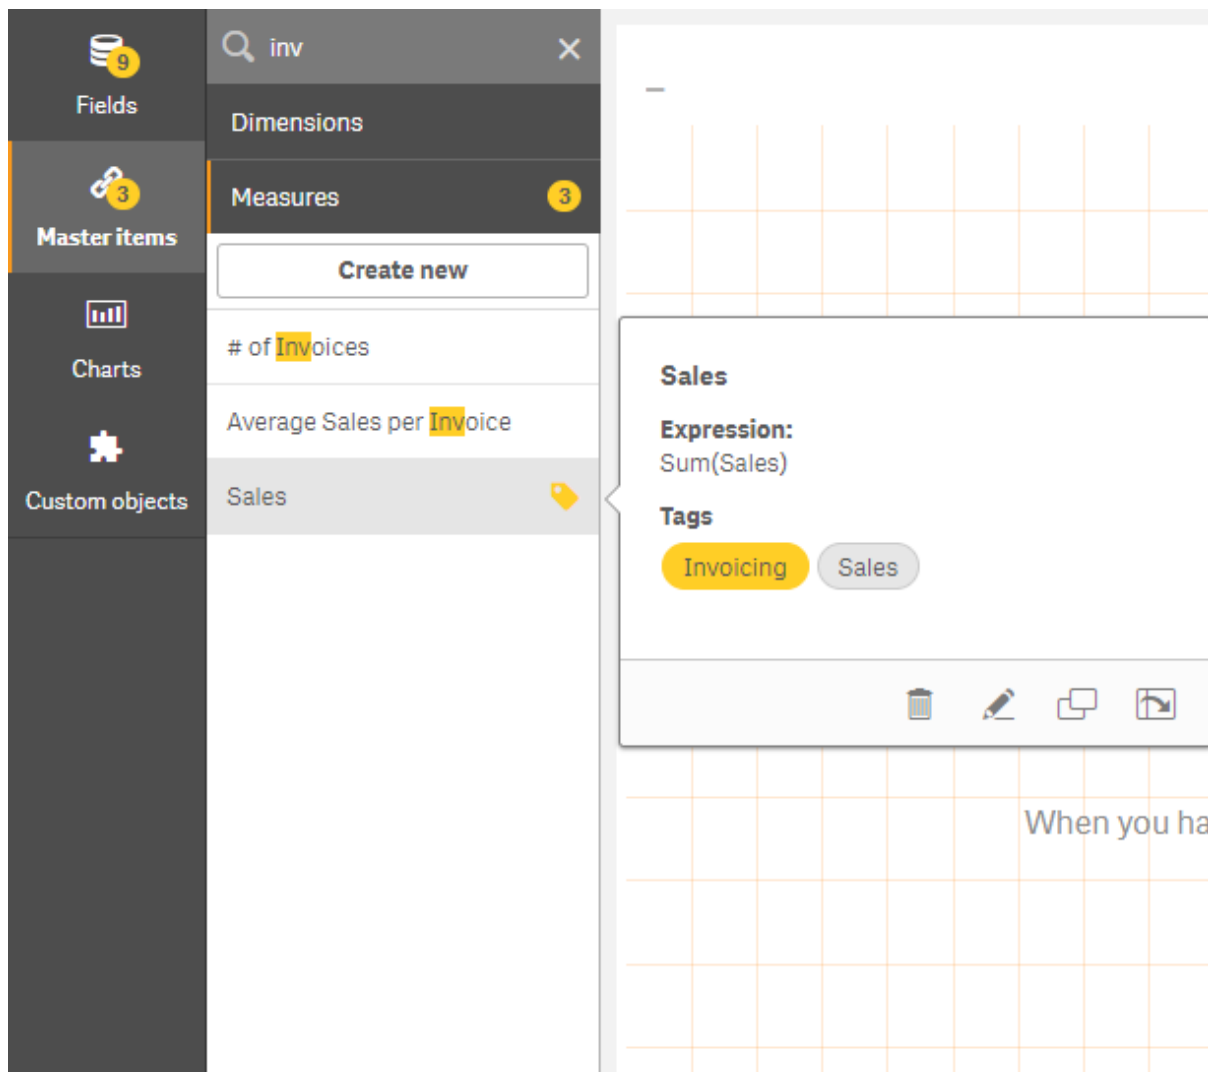 9
Fields
3
Master items
Charts
Custom objects
inv
Dimensions
Measures 3
Create new
# of Invoices
Average Sales per Invoice
Sales
Sales
Expression:
Sum(Sales)
Tags
Invoicing Sales
When you ha